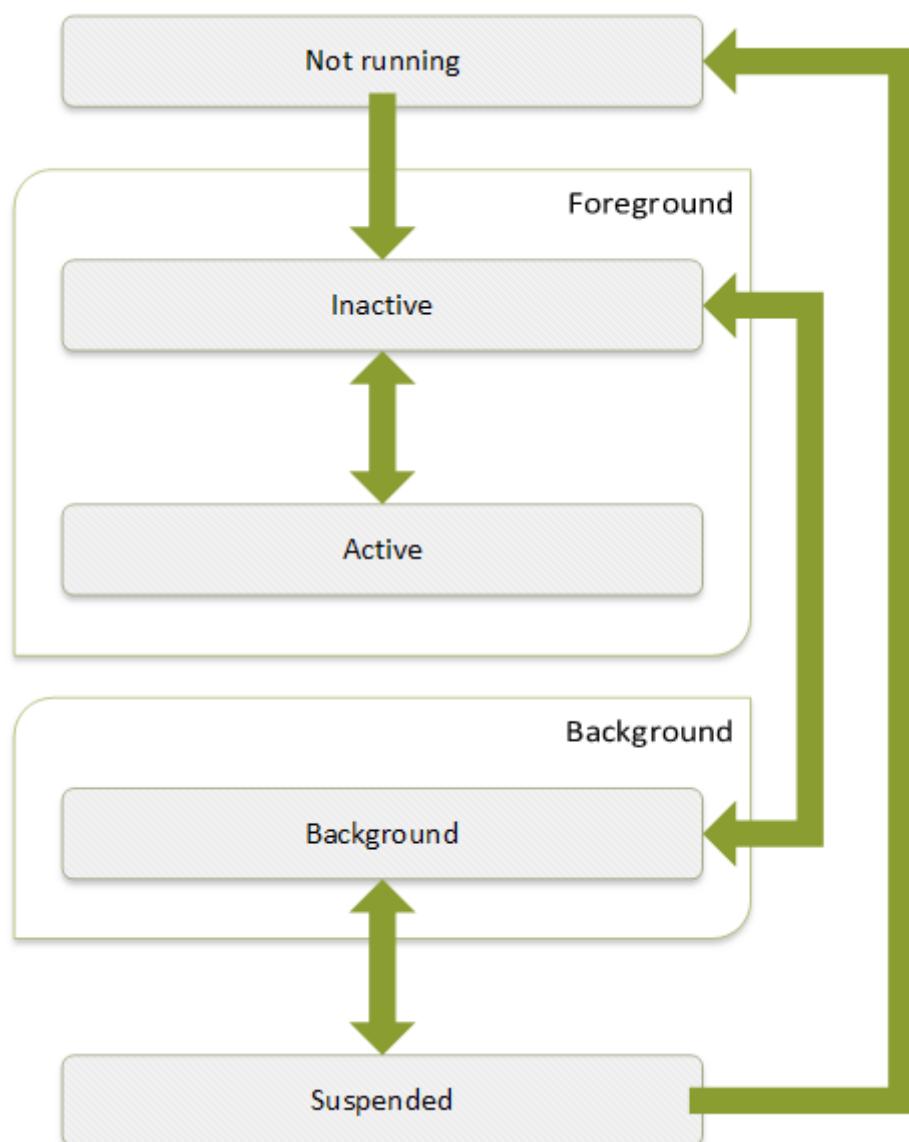 Not running
Foreground
Inactive
Active
Background
Background
Suspended